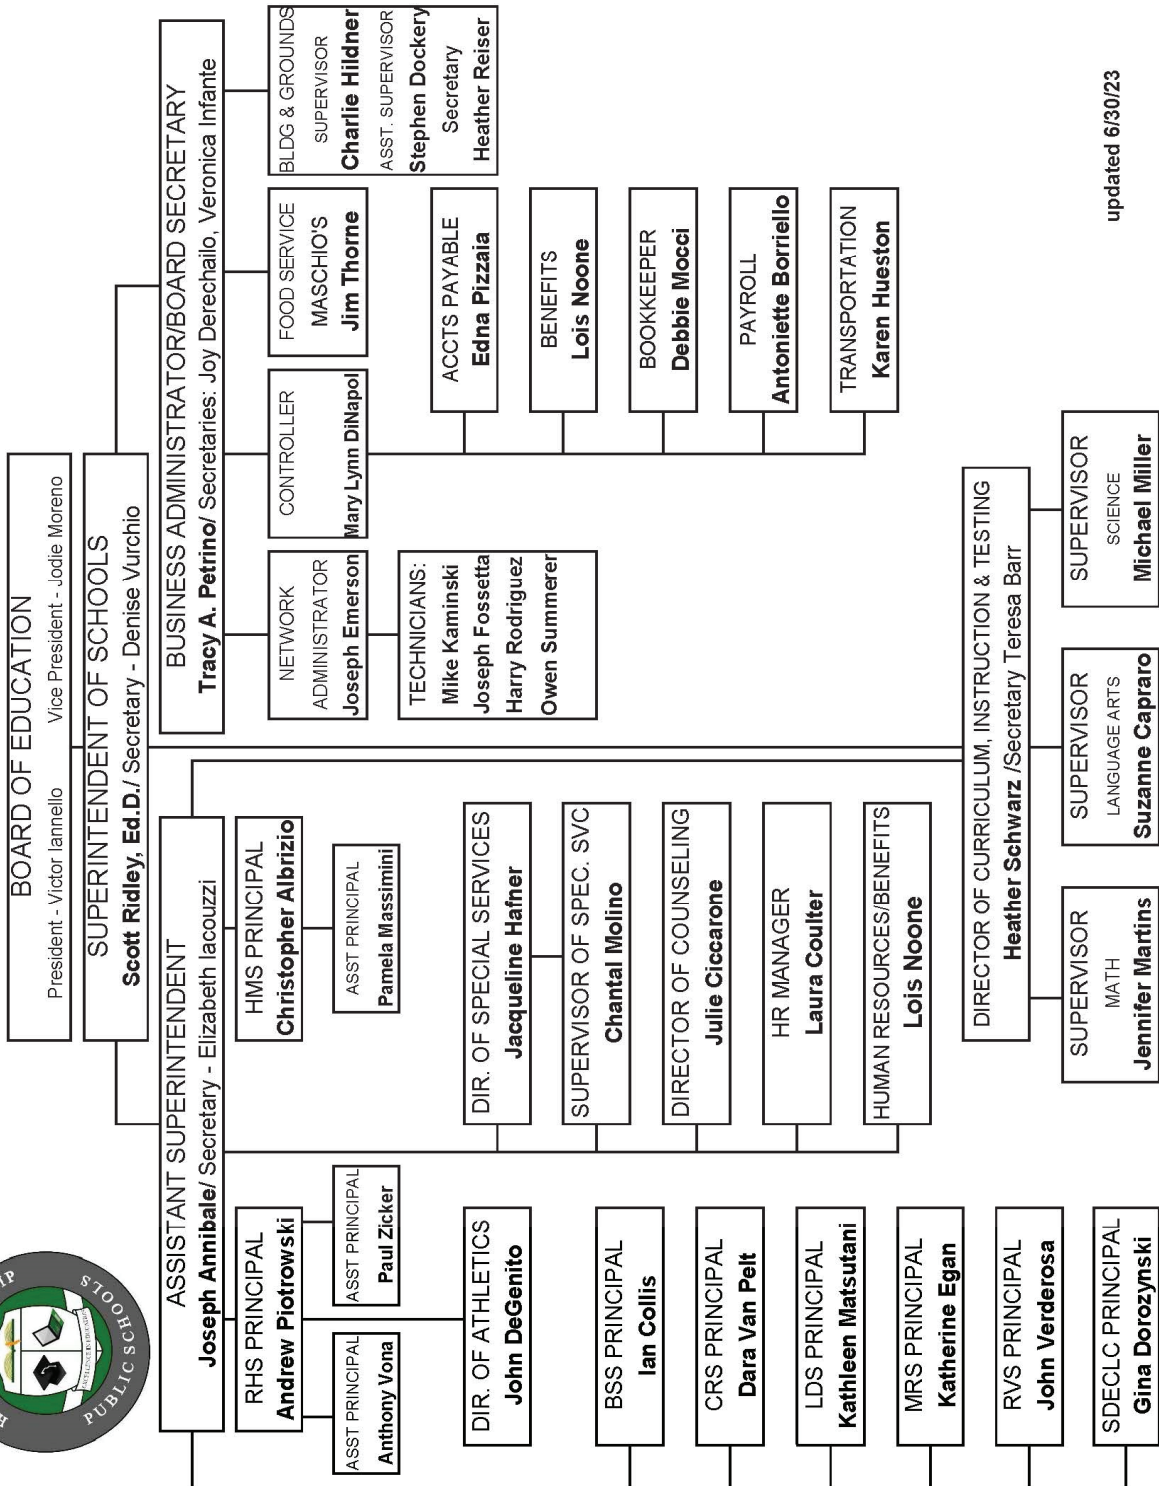 BOARD OF EDUCATION
President - Victor Iannello Vice President - Jodie Moreno
SUPERINTENDENT OF SCHOOLS
Scott Ridley, Ed.D./ Secretary - Denise Vurchio
ASSISTANT SUPERINTENDENT
Joseph Annibale/ Secretary - Elizabeth Iacouzzi
BUSINESS ADMINISTRATOR/BOARD SECRETARY
Tracy A. Petrino/ Secretaries: Joy Derechailo, Veronica Infante
RHS PRINCIPAL
Andrew Piotrowski
ASST PRINCIPAL
Anthony Vona
ASST PRINCIPAL
Paul Zicker
DIR. OF ATHLETICS
John DeGenito
HMS PRINCIPAL
Christopher Albrizio
ASST PRINCIPAL
Pamela Massimini
BSS PRINCIPAL
Ian Collis
CRS PRINCIPAL
Dara Van Pelt
LDS PRINCIPAL
Kathleen Matsutani
MRS PRINCIPAL
Katherine Egan
RVS PRINCIPAL
John Verderosa
SDECLC PRINCIPAL
Gina Dorozynski
DIR. OF SPECIAL SERVICES
Jacqueline Hafner
SUPERVISOR OF SPEC. SVC
Chantal Molino
DIRECTOR OF COUNSELING
Julie Ciccarone
HR MANAGER
Laura Coulter
HUMAN RESOURCES/BENEFITS
Lois Noone
NETWORK
ADMINISTRATOR
Joseph Emerson
TECHNICIANS:
Mike Kaminski
Joseph Fossetta
Harry Rodriguez
Owen Summerer
CONTROLLER
Mary Lynn DiNapol
FOOD SERVICE
MASCHIO'S
Jim Thorne
BLDG & GROUNDS
SUPERVISOR
Charlie Hildner
ASST. SUPERVISOR
Stephen Dockery
Secretary
Heather Reiser
ACCTS PAYABLE
Edna Pizzaia
BENEFITS
Lois Noone
BOOKKEEPER
Debbie Mocci
PAYROLL
Antoniette Borriello
TRANSPORTATION
Karen Hueston
DIRECTOR OF CURRICULUM, INSTRUCTION & TESTING
Heather Schwarz /Secretary Teresa Barr
SUPERVISOR
MATH
Jennifer Martins
SUPERVISOR
LANGUAGE ARTS
Suzanne Capraro
SUPERVISOR
SCIENCE
Michael Miller
updated 6/30/23
PUBLIC SCHOOLS